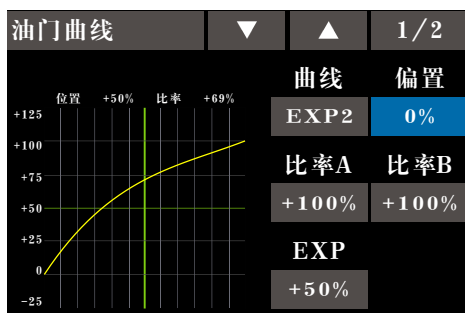 油门曲线 ▼ ▲ 1/2
曲线 偏置
位置 +50% 比率 +69%
EXP2 0%
+125
+100
比率A 比率B
+75
+100% +100%
+50
+25
EXP
0
+50%
-25